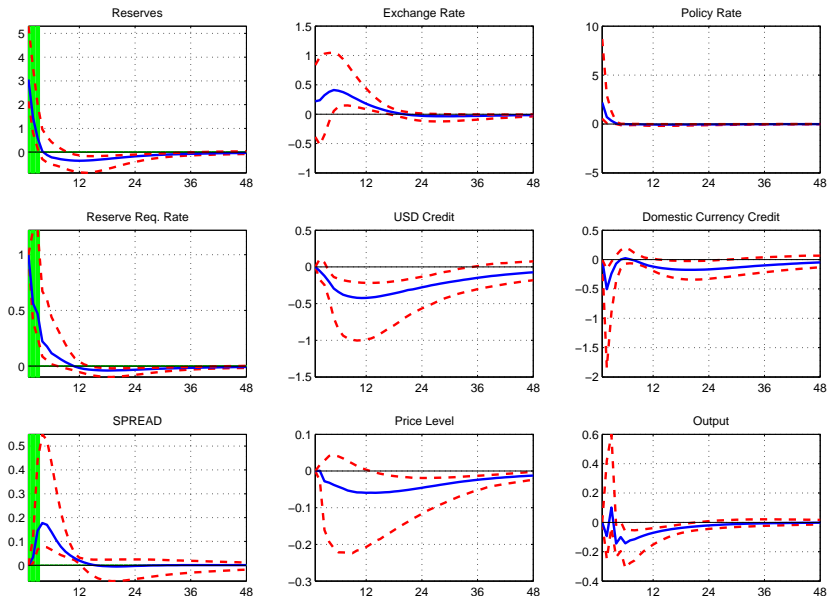 Reserves
5
4
3
2
1
0
12 24 36 48
Exchange Rate
1.5
1
0.5
0
−0.5
−1
12 24 36 48
Policy Rate
10
5
0
−5
12 24 36 48
Reserve Req. Rate
1
0.5
0
12 24 36 48
USD Credit
0.5
0
−0.5
−1
−1.5
12 24 36 48
Domestic Currency Credit
0.5
0
−0.5
−1
−1.5
−2
12 24 36 48
SPREAD
0.5
0.4
0.3
0.2
0.1
0
12 24 36 48
Price Level
0.1
0
−0.1
−0.2
−0.3
12 24 36 48
Output
0.6
0.4
0.2
0
−0.2
−0.4
12 24 36 48